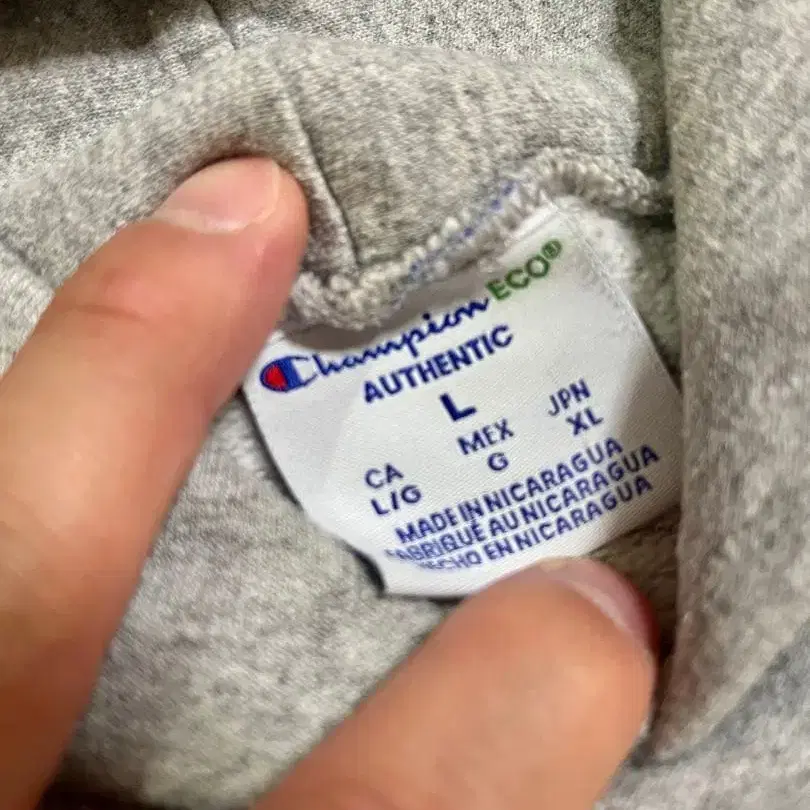 Champion ECO®
AUTHENTIC
L
CA MEX JPN
L/G G XL
MADE IN NICARAGUA
FABRIQUÉ AU NICARAGUA
HECHO EN NICARAGUA